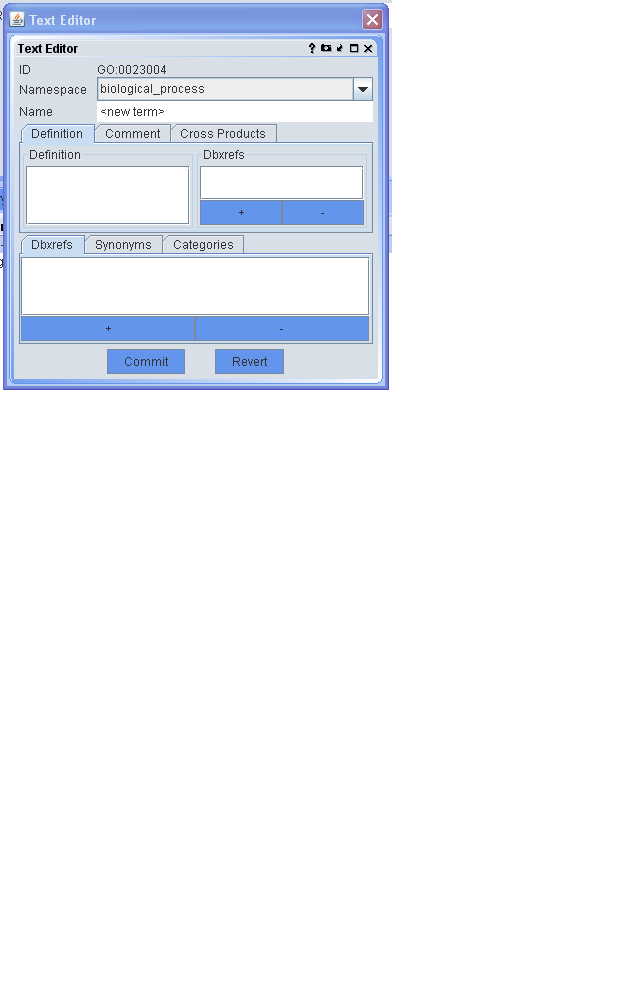 Text Editor
Text Editor
ID GO:0023004
Namespace biological_process
Name <new term>
Definition Comment Cross Products
Definition Dbxrefs
+ -
Dbxrefs Synonyms Categories
+ -
Commit Revert